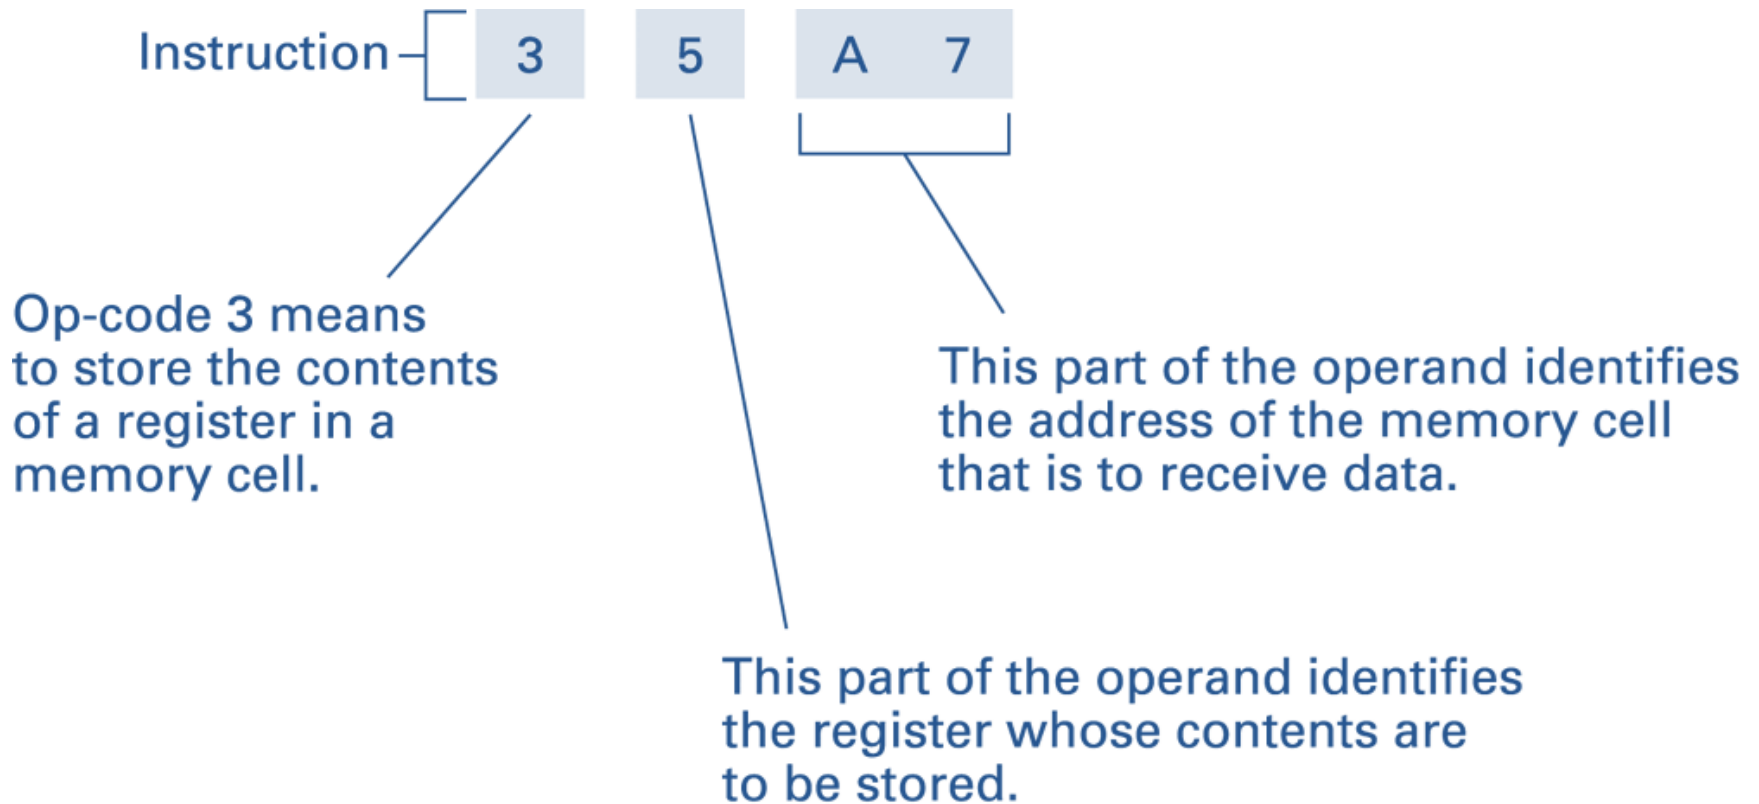 Instruction 3 5 A 7
Op-code 3 means
to store the contents
of a register in a
memory cell.
This part of the operand identifies
the address of the memory cell
that is to receive data.
This part of the operand identifies
the register whose contents are
to be stored.